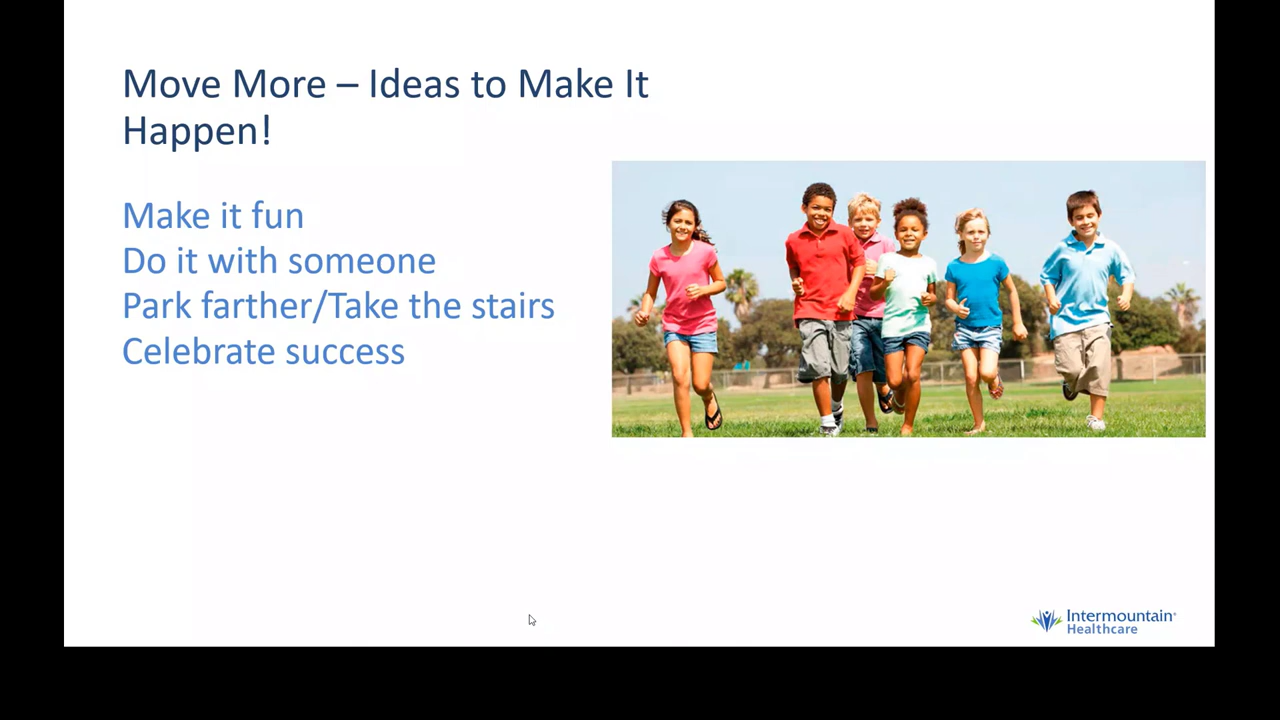 Move More – Ideas to Make It
Happen!
Make it fun
Do it with someone
Park farther/Take the stairs
Celebrate success
Intermountain
Healthcare